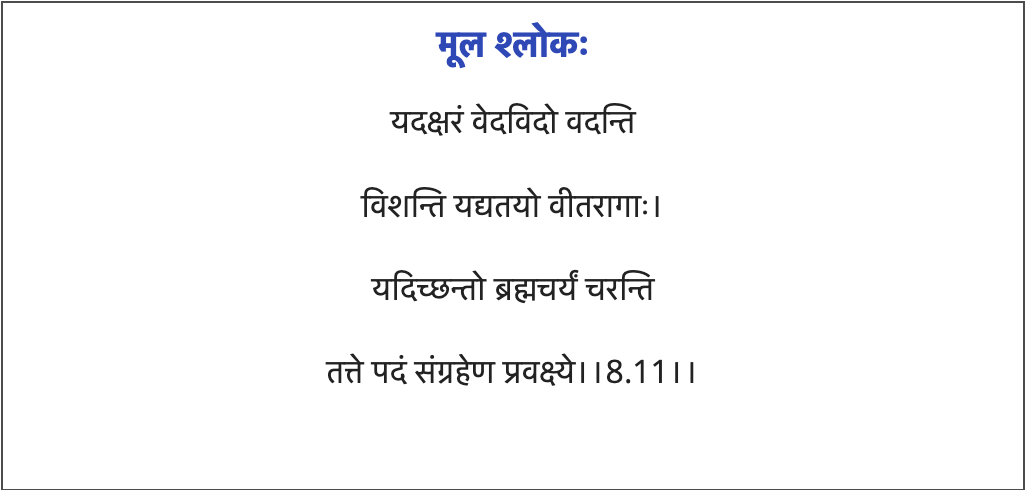 मूल श्लोकः
यदक्षरं वेदविदो वदन्ति
विशन्ति यद्यतयो वीतरागाः।
यदिच्छन्तो ब्रह्मचर्यं चरन्ति
तत्ते पदं संग्रहेण प्रवक्ष्ये।।8.11।।